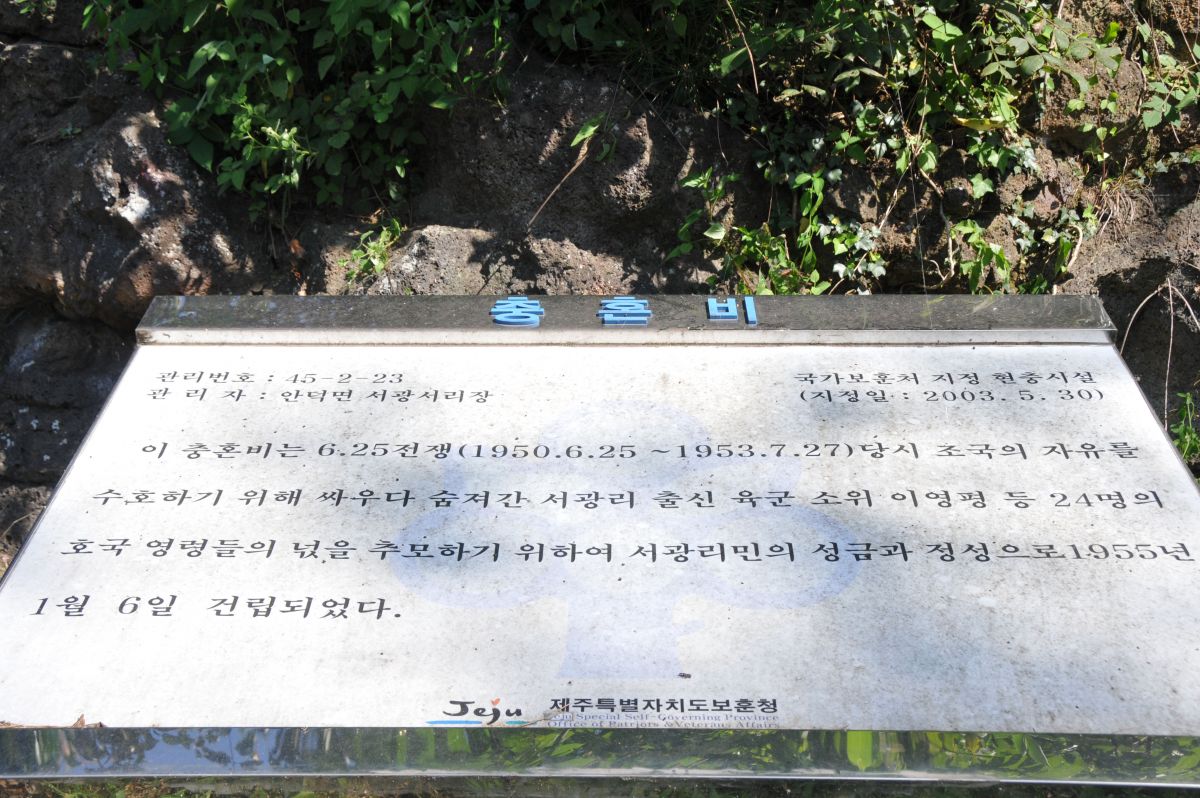 충혼비
관리번호 : 45-2-23
국가보훈처 지정 현충시설
관 리 자 : 안덕면 서광서리장
(지정일 : 2003. 5. 30)
이 충혼비는 6.25전쟁(1950.6.25 ~1953.7.27)당시 조국의 자유를
수호하기 위해 싸우다 숨져간 서광리 출신 육군 소위 이영평 등 24명의
호국 영령들의 넋을 추모하기 위하여 서광리민의 성금과 정성으로1955년
1월 6일 건립되었다.
Jeju 제주특별자치도보훈청
Jeju Special Self-Governing Province
Office of Patriots &Veterans Affairs